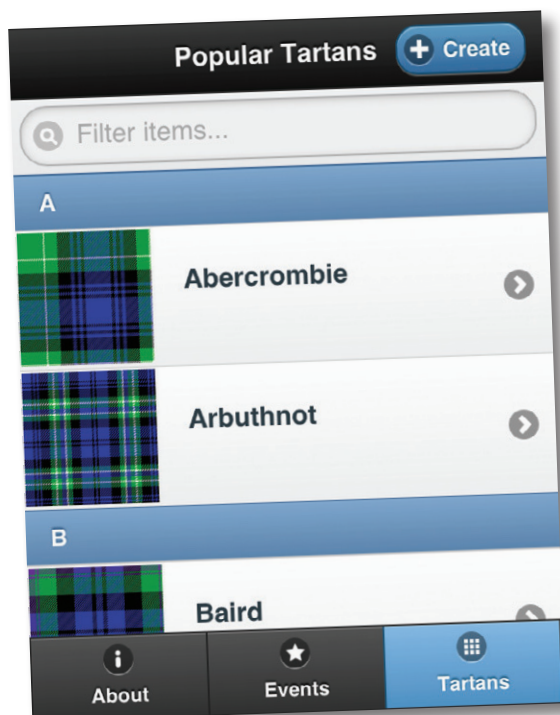 Popular Tartans
Create
Filter items...
A
Abercrombie
Arbuthnot
B
Baird
About
Events
Tartans